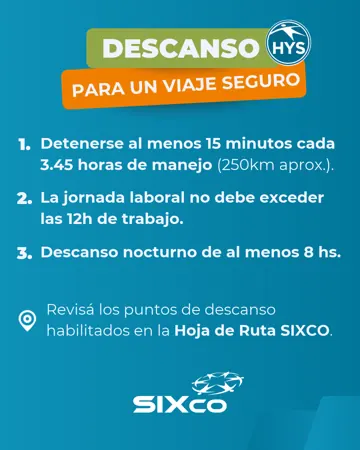 DESCANSO
HYS
PARA UN VIAJE SEGURO
1. Detenerse al menos 15 minutos cada
3.45 horas de manejo (250km aprox.).
2. La jornada laboral no debe exceder
las 12h de trabajo.
3. Descanso nocturno de al menos 8 hs.
Revisá los puntos de descanso
habilitados en la Hoja de Ruta SIXCO.
SIXCO